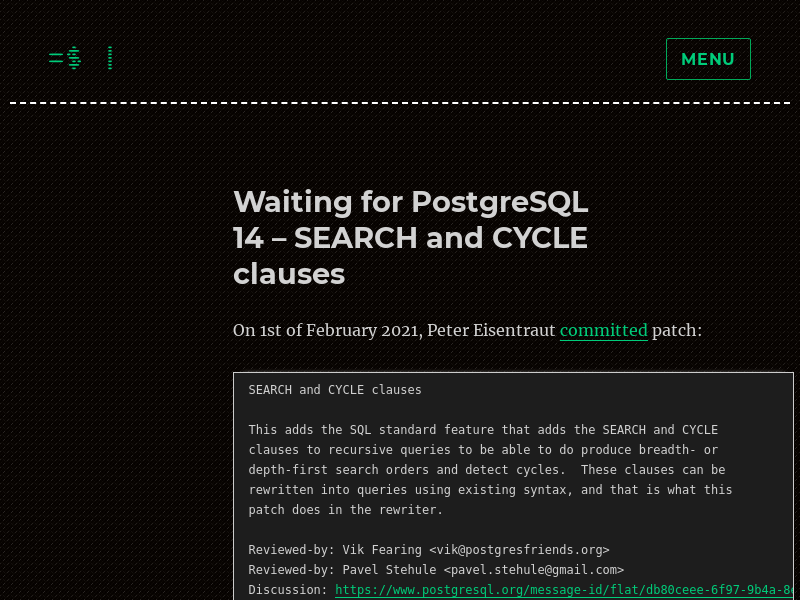 =$ |
MENU
Waiting for PostgreSQL
14 – SEARCH and CYCLE
clauses
On 1st of February 2021, Peter Eisentraut committed patch:
SEARCH and CYCLE clauses
This adds the SQL standard feature that adds the SEARCH and CYCLE
clauses to recursive queries to be able to do produce breadth- or
depth-first search orders and detect cycles.  These clauses can be
rewritten into queries using existing syntax, and that is what this
patch does in the rewriter.
Reviewed-by: Vik Fearing <vik@postgresfriends.org>
Reviewed-by: Pavel Stehule <pavel.stehule@gmail.com>
Discussion: https://www.postgresql.org/message-id/flat/db80ceee-6f97-9b4a-8e